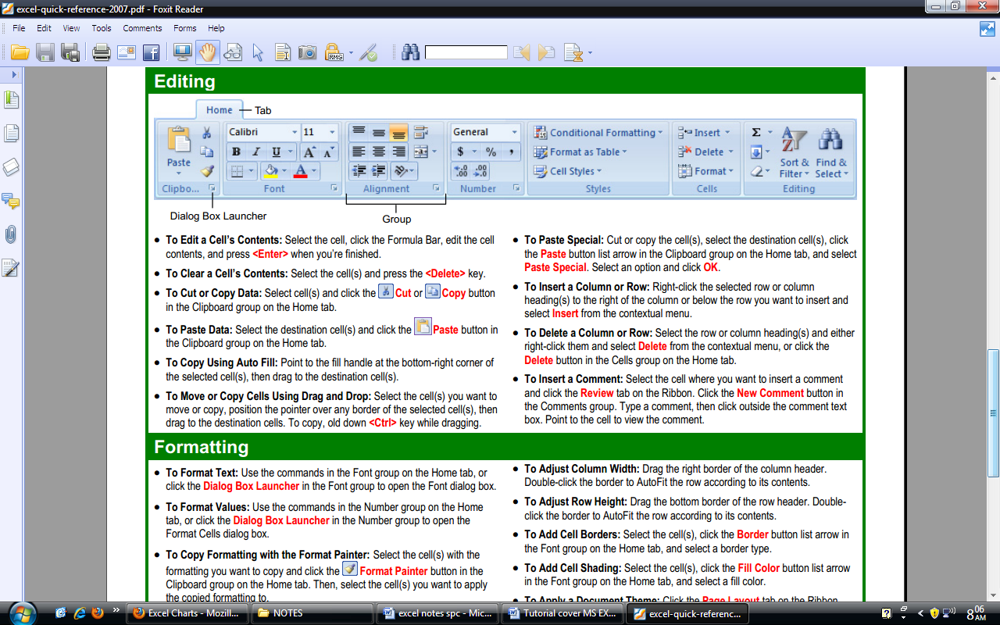 excel-quick-reference-2007.pdf - Foxit Reader
File Edit View Tools Comments Forms Help
RMS
Editing
Home Tab
Calibri 11 General Conditional Formatting Insert Σ
Paste B I U A A $ % , Format as Table Delete Sort & Find &
A Cell Styles Format Filter Select
Clipbo... Font Alignment Number Styles Cells Editing
Dialog Box Launcher
Group
• To Edit a Cell's Contents: Select the cell, click the Formula Bar, edit the cell
contents, and press <Enter> when you're finished.
• To Clear a Cell's Contents: Select the cell(s) and press the <Delete> key.
• To Cut or Copy Data: Select cell(s) and click the Cut or Copy button
in the Clipboard group on the Home tab.
• To Paste Data: Select the destination cell(s) and click the Paste button in
the Clipboard group on the Home tab.
• To Copy Using Auto Fill: Point to the fill handle at the bottom-right corner of
the selected cell(s), then drag to the destination cell(s).
• To Move or Copy Cells Using Drag and Drop: Select the cell(s) you want to
move or copy, position the pointer over any border of the selected cell(s), then
drag to the destination cells. To copy, old down <Ctrl> key while dragging.
• To Paste Special: Cut or copy the cell(s), select the destination cell(s), click
the Paste button list arrow in the Clipboard group on the Home tab, and select
Paste Special. Select an option and click OK.
• To Insert a Column or Row: Right-click the selected row or column
heading(s) to the right of the column or below the row you want to insert and
select Insert from the contextual menu.
• To Delete a Column or Row: Select the row or column heading(s) and either
right-click them and select Delete from the contextual menu, or click the
Delete button in the Cells group on the Home tab.
• To Insert a Comment: Select the cell where you want to insert a comment
and click the Review tab on the Ribbon. Click the New Comment button in
the Comments group. Type a comment, then click outside the comment text
box. Point to the cell to view the comment.
Formatting
• To Format Text: Use the commands in the Font group on the Home tab, or
click the Dialog Box Launcher in the Font group to open the Font dialog box.
• To Format Values: Use the commands in the Number group on the Home
tab, or click the Dialog Box Launcher in the Number group to open the
Format Cells dialog box.
• To Copy Formatting with the Format Painter: Select the cell(s) with the
formatting you want to copy and click the Format Painter button in the
Clipboard group on the Home tab. Then, select the cell(s) you want to apply
the copied formatting to.
• To Adjust Column Width: Drag the right border of the column header.
Double-click the border to AutoFit the row according to its contents.
• To Adjust Row Height: Drag the bottom border of the row header. Double-
click the border to AutoFit the row according to its contents.
• To Add Cell Borders: Select the cell(s), click the Border button list arrow in
the Font group on the Home tab, and select a border type.
• To Add Cell Shading: Select the cell(s), click the Fill Color button list arrow
in the Font group on the Home tab, and select a fill color.
• To Apply a Document Theme: Click the Page Layout tab on the Ribbon
Excel Charts - Mozill... NOTES excel notes spc - Mic... Tutorial cover MS EX... excel-quick-referenc... 8 06 AM